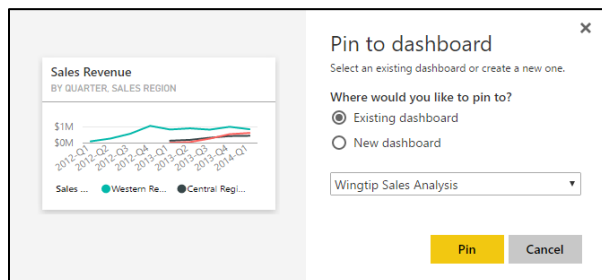 Pin to dashboard
Select an existing dashboard or create a new one.
Where would you like to pin to?
Existing dashboard
New dashboard
Wingtip Sales Analysis
Pin
Cancel
Sales Revenue
BY QUARTER, SALES REGION
$1M
$0M
2012-Q1
2012-Q2
2012-Q3
2012-Q4
2013-Q1
2013-Q2
2013-Q3
2013-Q4
2014-Q1
Sales ... Western Re... Central Regi...